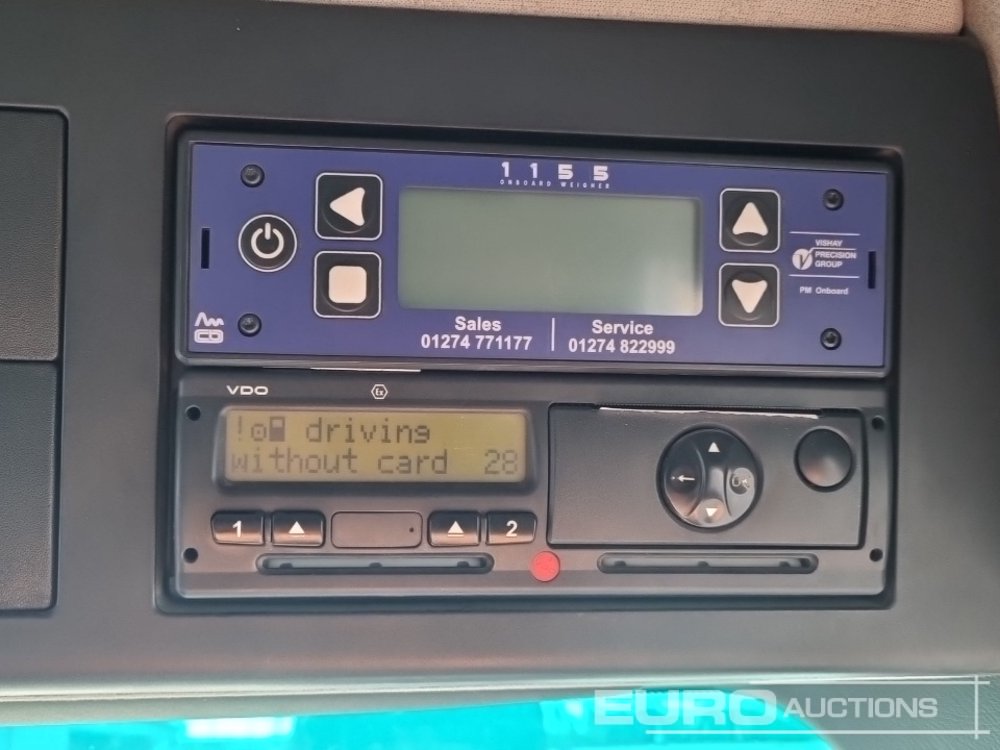 1155
ONBOARD WEIGHER
VISHAY
PRECISION
GROUP
PM Onboard
Sales
01274 771177
Service
01274 822999
VDO
Ex
! driving
without card 28
1
2
EURO AUCTIONS